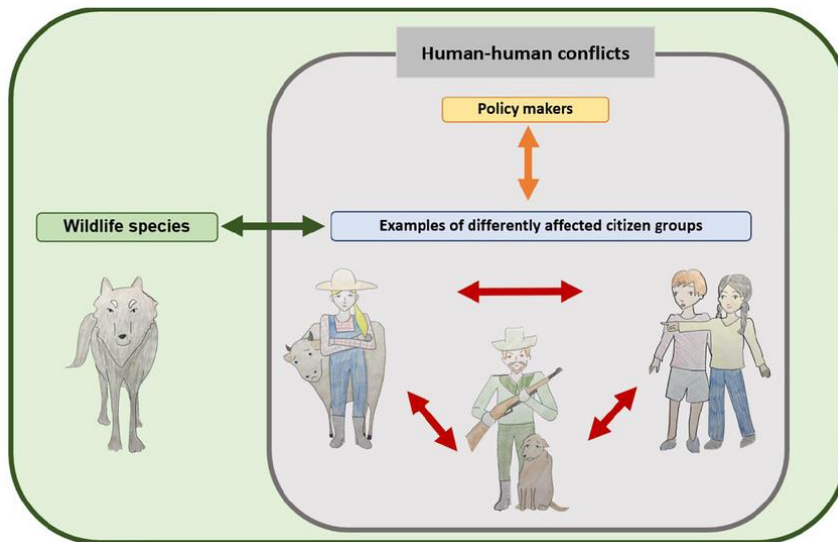 Human-human conflicts
Policy makers
Wildlife species
Examples of differently affected citizen groups